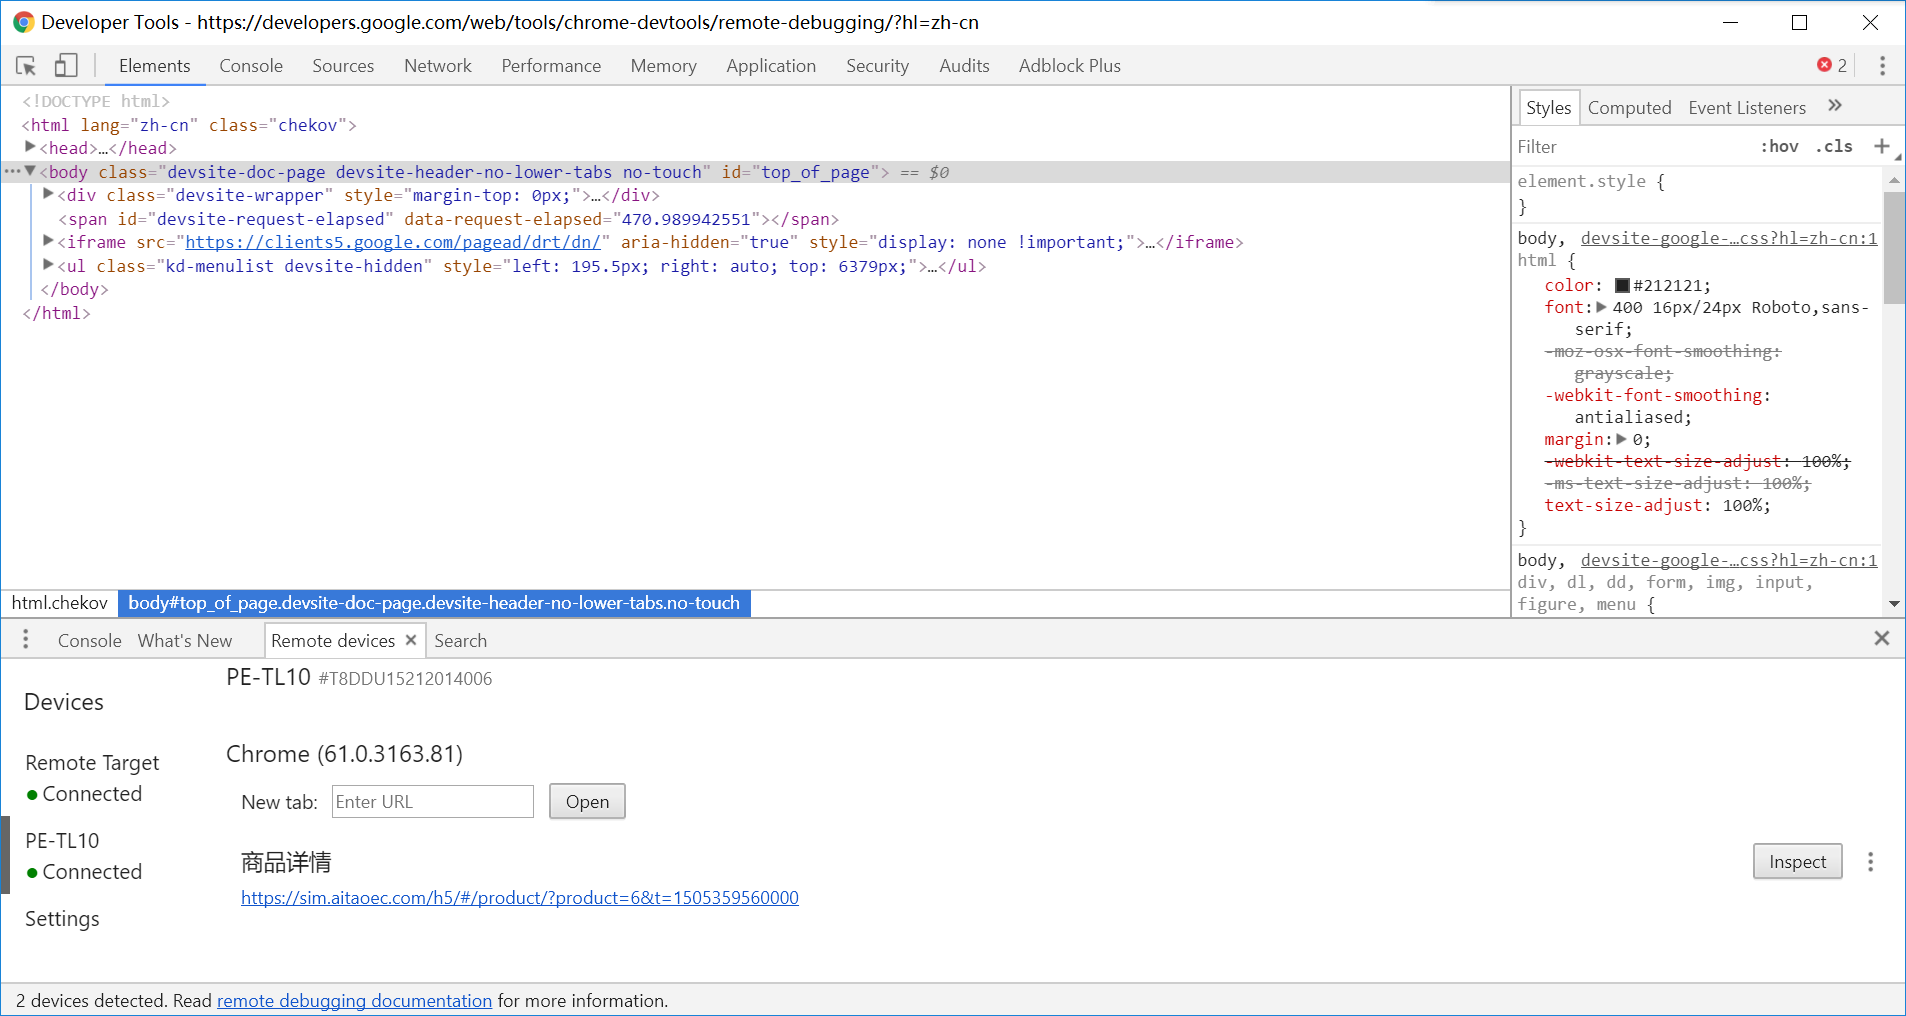 Developer Tools - https://developers.google.com/web/tools/chrome-devtools/remote-debugging/?hl=zh-cn
Elements Console Sources Network Performance Memory Application Security Audits Adblock Plus 2
<!DOCTYPE html>
<html lang="zh-cn" class="chekov">
<head>…</head>
<body class="devsite-doc-page devsite-header-no-lower-tabs no-touch" id="top_of_page"> == $0
<div class="devsite-wrapper" style="margin-top: 0px;">…</div>
<span id="devsite-request-elapsed" data-request-elapsed="470.989942551"></span>
<iframe src="https://clients5.google.com/pagead/drt/dn/" aria-hidden="true" style="display: none !important;">…</iframe>
<ul class="kd-menulist devsite-hidden" style="left: 195.5px; right: auto; top: 6379px;">…</ul>
</body>
</html>
html.chekov body#top_of_page.devsite-doc-page.devsite-header-no-lower-tabs.no-touch
Styles Computed Event Listeners »
Filter :hov .cls +
element.style {
}
body, devsite-google-…css?hl=zh-cn:1
html {
color: #212121;
font: 400 16px/24px Roboto,sans-
serif;
-moz-osx-font-smoothing:
grayscale;
-webkit-font-smoothing:
antialiased;
margin: 0;
-webkit-text-size-adjust: 100%;
-ms-text-size-adjust: 100%;
text-size-adjust: 100%;
}
body, devsite-google-…css?hl=zh-cn:1
div, dl, dd, form, img, input,
figure, menu {
Console What's New Remote devices Search
Devices
Remote Target
Connected
PE-TL10
Connected
Settings
PE-TL10 #T8DDU15212014006
Chrome (61.0.3163.81)
New tab: Enter URL Open
商品详情 Inspect
https://sim.aitaoec.com/h5/#/product/?product=6&t=1505359560000
2 devices detected. Read remote debugging documentation for more information.